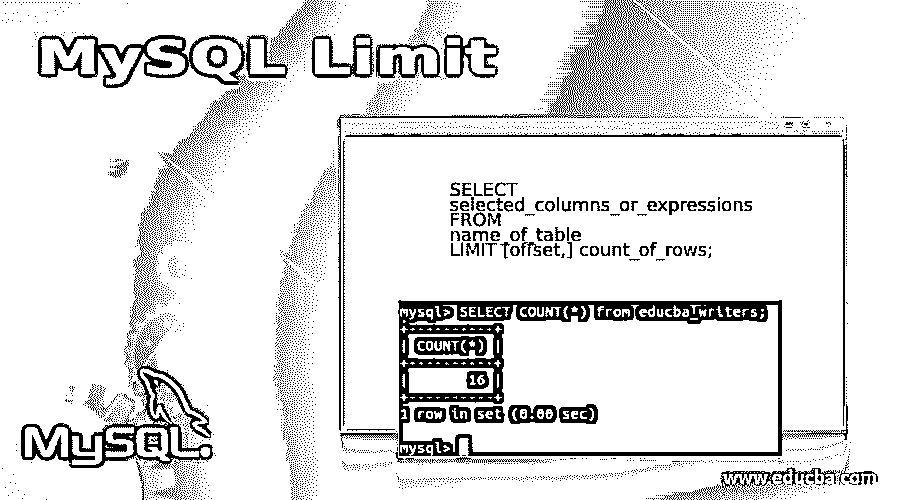 MySQL Limit
SELECT
selected_columns_or_expressions
FROM
name_of_table
LIMIT [offset,] count_of_rows;
mysql> SELECT COUNT(*) from educba_writers;
COUNT(*)
16
1 row in set (0.00 sec)
mysql>
MySQL.
www.educba.com